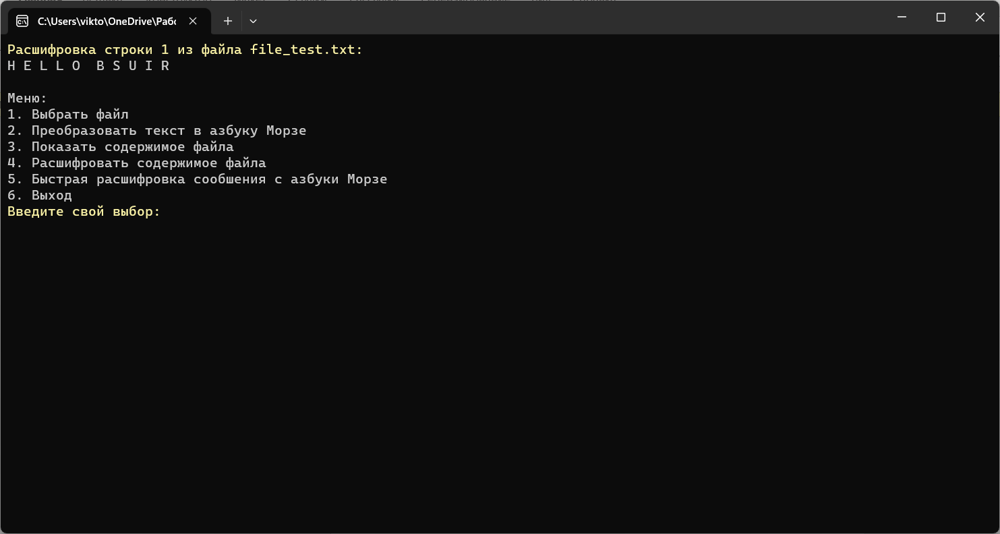 C:\Users\vikto\OneDrive\Рабо
Расшифровка строки 1 из файла file_test.txt:
H E L L O  B S U I R
Меню:
1. Выбрать файл
2. Преобразовать текст в азбуку Морзе
3. Показать содержимое файла
4. Расшифровать содержимое файла
5. Быстрая расшифровка сообшения с азбуки Морзе
6. Выход
Введите свой выбор: